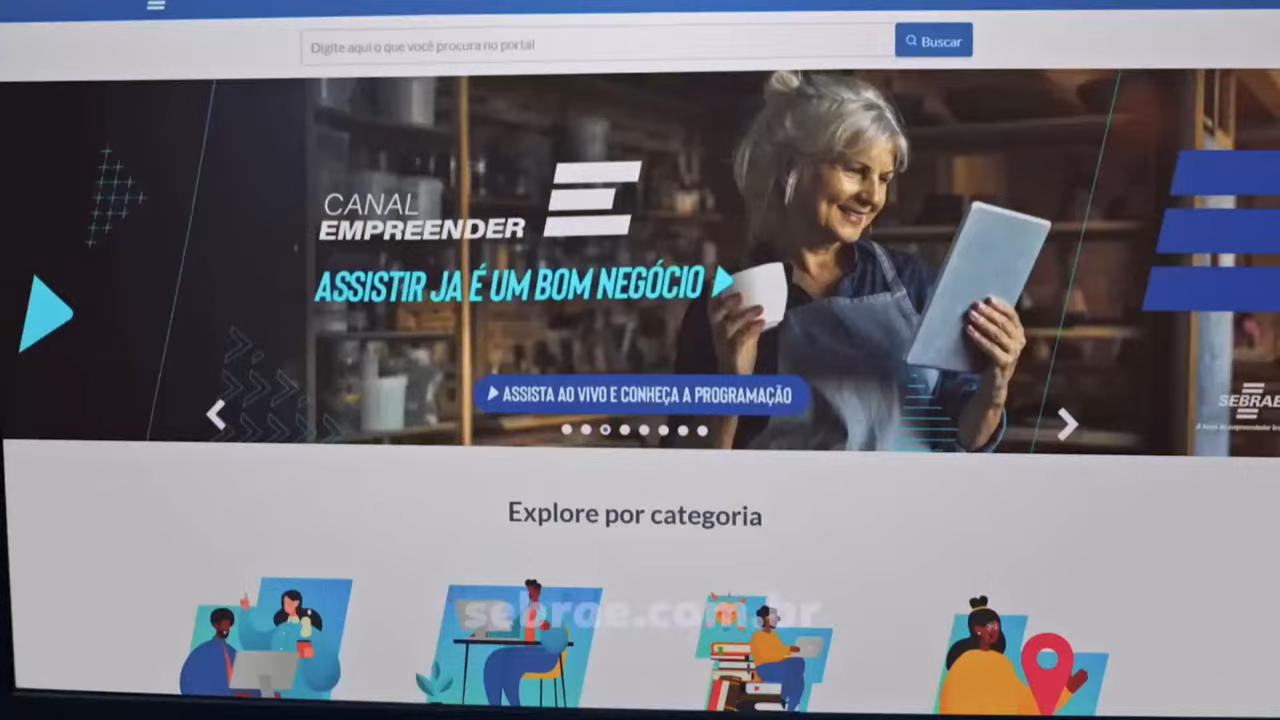 Digite aqui o que você procura no portal
Buscar
CANAL
EMPREENDER
ASSISTIR JA É UM BOM NEGÓCIO
ASSISTA AO VIVO E CONHEÇA A PROGRAMAÇÃO
SEBRAE
Explore por categoria
sebrae.com.br